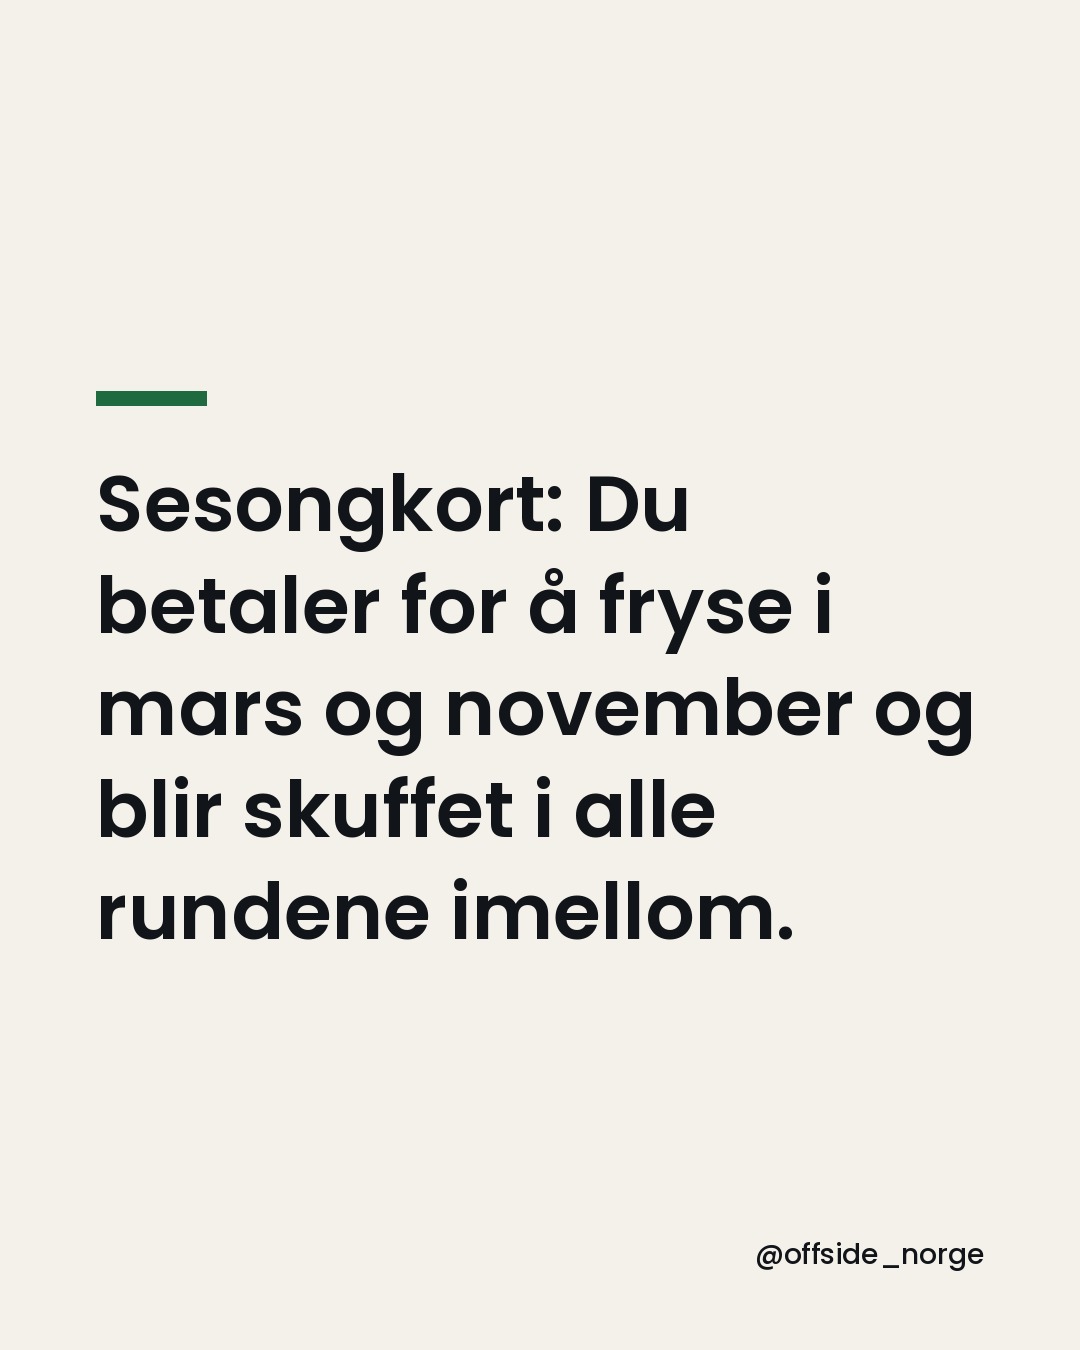 Sesongkort: Du
betaler for å fryse i
mars og november og
blir skuffet i alle
rundene imellom.
@offside_norge